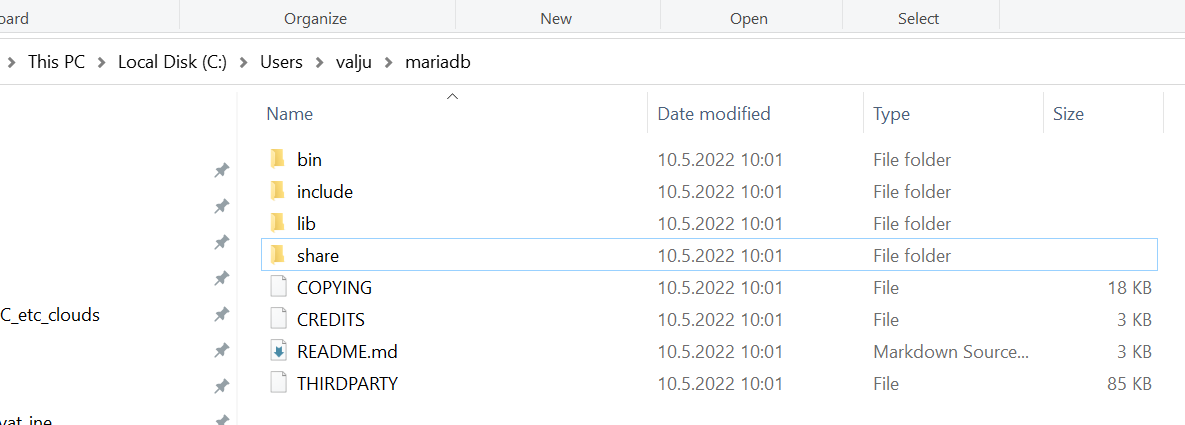 oard Organize New Open Select
This PC Local Disk (C:) Users valju mariadb
Name Date modified Type Size
bin 10.5.2022 10:01 File folder
include 10.5.2022 10:01 File folder
lib 10.5.2022 10:01 File folder
share 10.5.2022 10:01 File folder
COPYING 10.5.2022 10:01 File 18 KB
C_etc_clouds
CREDITS 10.5.2022 10:01 File 3 KB
README.md 10.5.2022 10:01 Markdown Source... 3 KB
THIRDPARTY 10.5.2022 10:01 File 85 KB